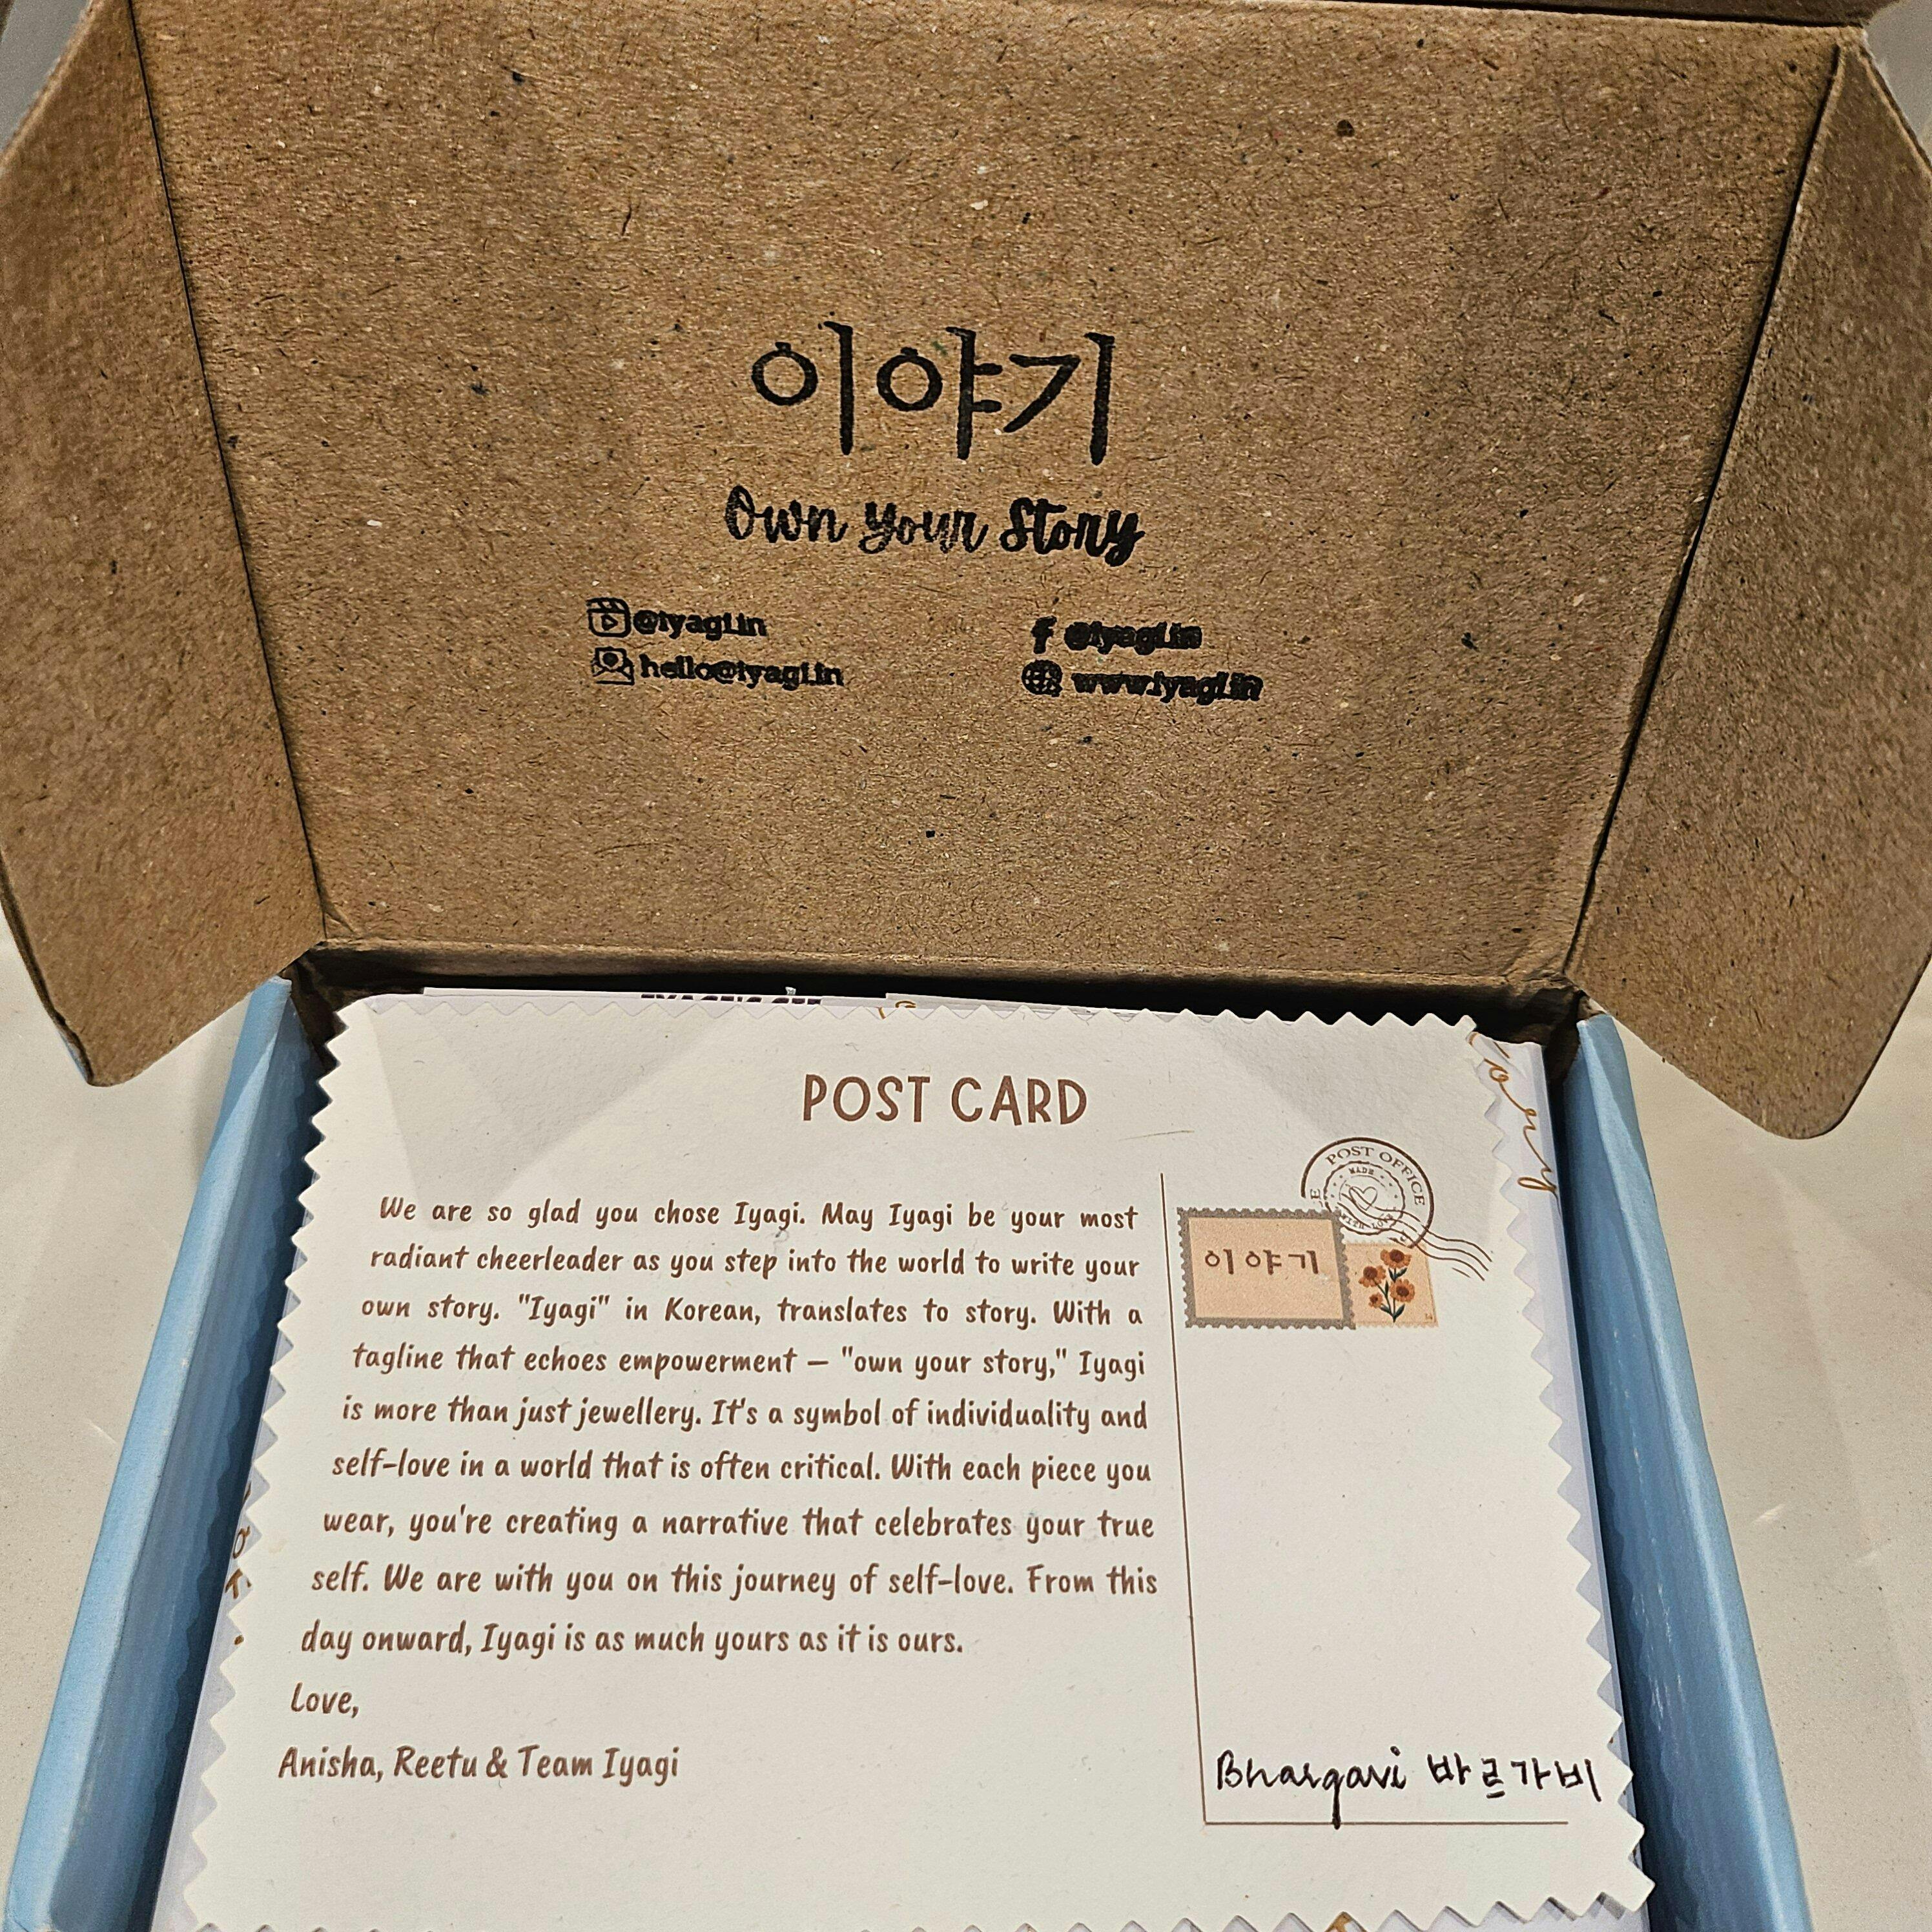 이야기
Own Your Story
@iyagi.in
@iyagi.in
hello@iyagi.in
www.iyagi.in
POST CARD
POST OFFICE
MADE
WITH LOVE
이야기
We are so glad you chose Iyagi. May Iyagi be your most
radiant cheerleader as you step into the world to write your
own story. "Iyagi" in Korean, translates to story. With a
tagline that echoes empowerment – "own your story," Iyagi
is more than just jewellery. It's a symbol of individuality and
self-love in a world that is often critical. With each piece you
wear, you're creating a narrative that celebrates your true
self. We are with you on this journey of self-love. From this
day onward, Iyagi is as much yours as it is ours.
Love,
Anisha, Reetu & Team Iyagi
Bhargavi 바르가비